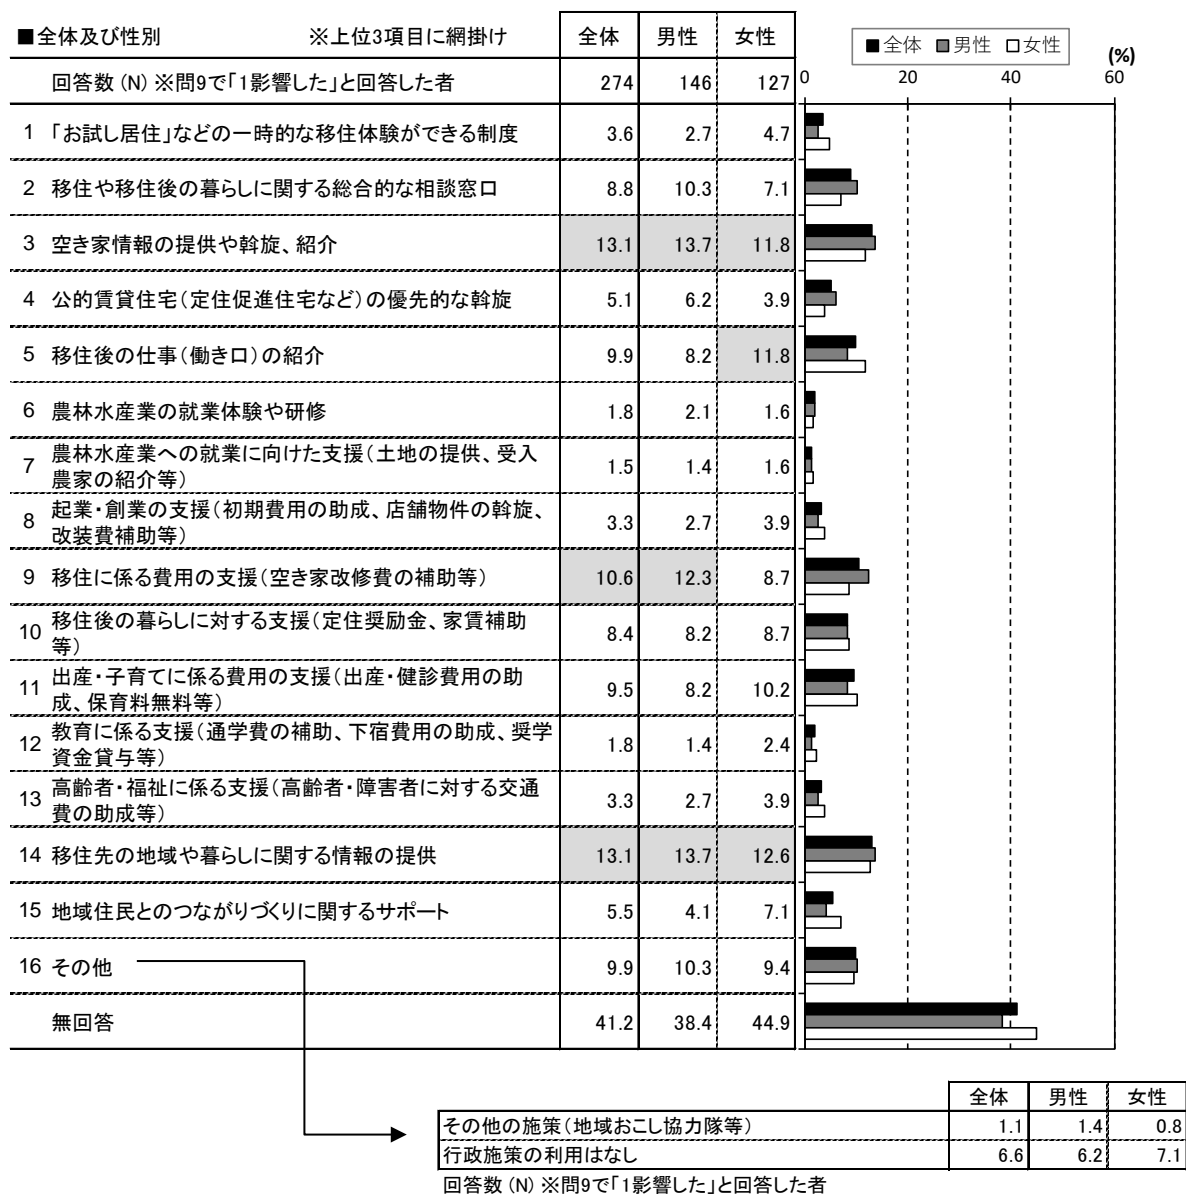 ■全体及び性別 ※上位3項目に網掛け 全体 男性 女性
■全体 ■男性 □女性
(%)
回答数 (N) ※問9で「1影響した」と回答した者 274 146 127
0 20 40 60
1 「お試し居住」などの一時的な移住体験ができる制度 3.6 2.7 4.7
2 移住や移住後の暮らしに関する総合的な相談窓口 8.8 10.3 7.1
3 空き家情報の提供や斡旋、紹介 13.1 13.7 11.8
4 公的賃貸住宅(定住促進住宅など)の優先的な斡旋 5.1 6.2 3.9
5 移住後の仕事(働き口)の紹介 9.9 8.2 11.8
6 農林水産業の就業体験や研修 1.8 2.1 1.6
7 農林水産業への就業に向けた支援(土地の提供、受入
農家の紹介等) 1.5 1.4 1.6
8 起業・創業の支援(初期費用の助成、店舗物件の斡旋、
改装費補助等) 3.3 2.7 3.9
9 移住に係る費用の支援(空き家改修費の補助等) 10.6 12.3 8.7
10 移住後の暮らしに対する支援(定住奨励金、家賃補助
等) 8.4 8.2 8.7
11 出産・子育てに係る費用の支援(出産・健診費用の助
成、保育料無料等) 9.5 8.2 10.2
12 教育に係る支援(通学費の補助、下宿費用の助成、奨学
資金貸与等) 1.8 1.4 2.4
13 高齢者・福祉に係る支援(高齢者・障害者に対する交通
費の助成等) 3.3 2.7 3.9
14 移住先の地域や暮らしに関する情報の提供 13.1 13.7 12.6
15 地域住民とのつながりづくりに関するサポート 5.5 4.1 7.1
16 その他 9.9 10.3 9.4
無回答 41.2 38.4 44.9
全体 男性 女性
その他の施策(地域おこし協力隊等) 1.1 1.4 0.8
行政施策の利用はなし 6.6 6.2 7.1
回答数 (N) ※問9で「1影響した」と回答した者